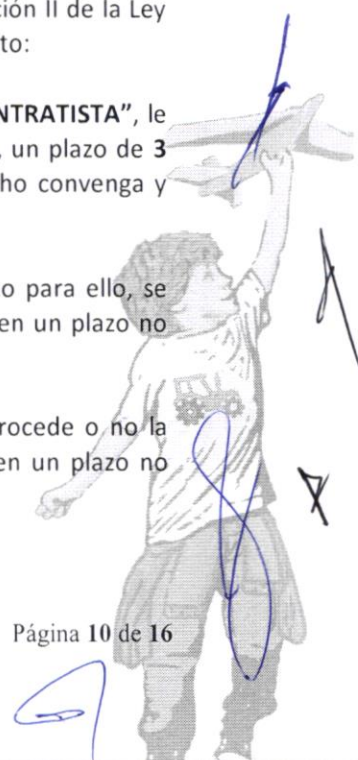 ción II de la Ley
to:
NTRATISTA", le
, un plazo de 3
cho convenga y
o para ello, se
en un plazo no
rocede o no la
en un plazo no
Página 10 de 16